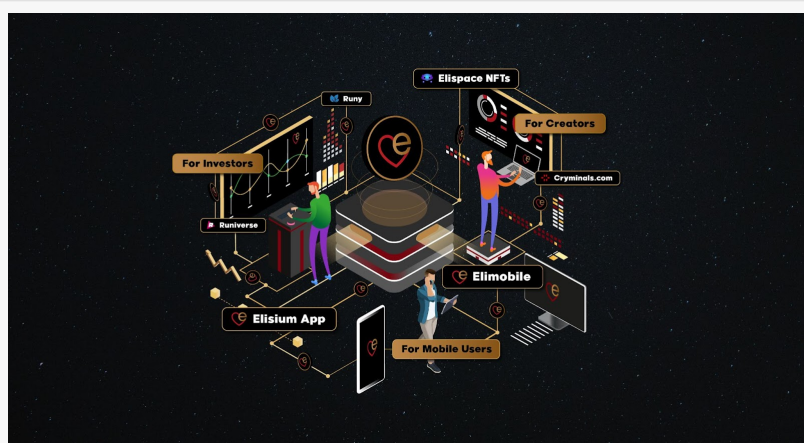 Elispace NFTs
Runy
For Creators
For Investors
Cryminals.com
Runiverse
Elimobile
Elisium App
For Mobile Users